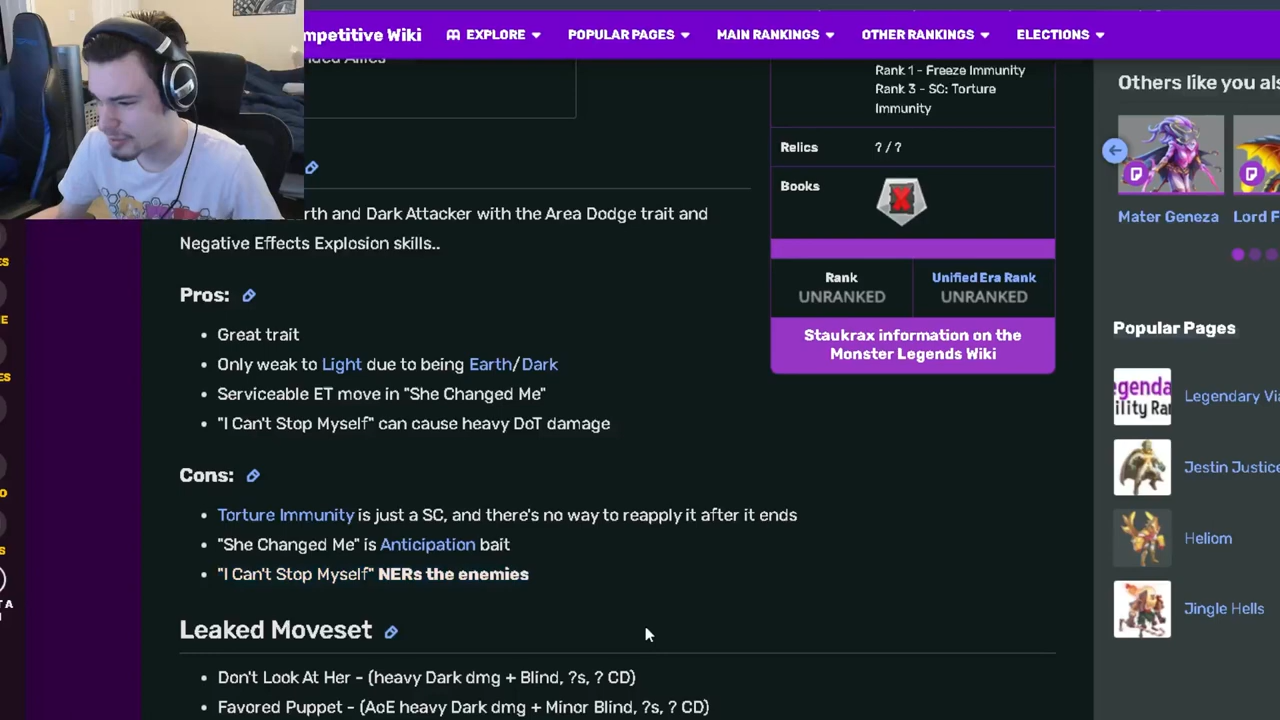 mpetitive Wiki
EXPLORE
POPULAR PAGES
MAIN RANKINGS
OTHER RANKINGS
ELECTIONS
Rank 1 - Freeze Immunity
Rank 3 - SC: Torture
Immunity
Relics ? / ?
Books
Rank
UNRANKED
Unified Era Rank
UNRANKED
Staukrax information on the
Monster Legends Wiki
rth and Dark Attacker with the Area Dodge trait and
Negative Effects Explosion skills..
Pros:
• Great trait
• Only weak to Light due to being Earth/Dark
• Serviceable ET move in "She Changed Me"
• "I Can't Stop Myself" can cause heavy DoT damage
Cons:
• Torture Immunity is just a SC, and there's no way to reapply it after it ends
• "She Changed Me" is Anticipation bait
• "I Can't Stop Myself" NERs the enemies
Leaked Moveset
• Don't Look At Her - (heavy Dark dmg + Blind, ?s, ? CD)
• Favored Puppet - (AoE heavy Dark dmg + Minor Blind, ?s, ? CD)
Others like you als
Mater Geneza
Lord F
Popular Pages
Legendary Via
Jestin Justice
Heliom
Jingle Hells